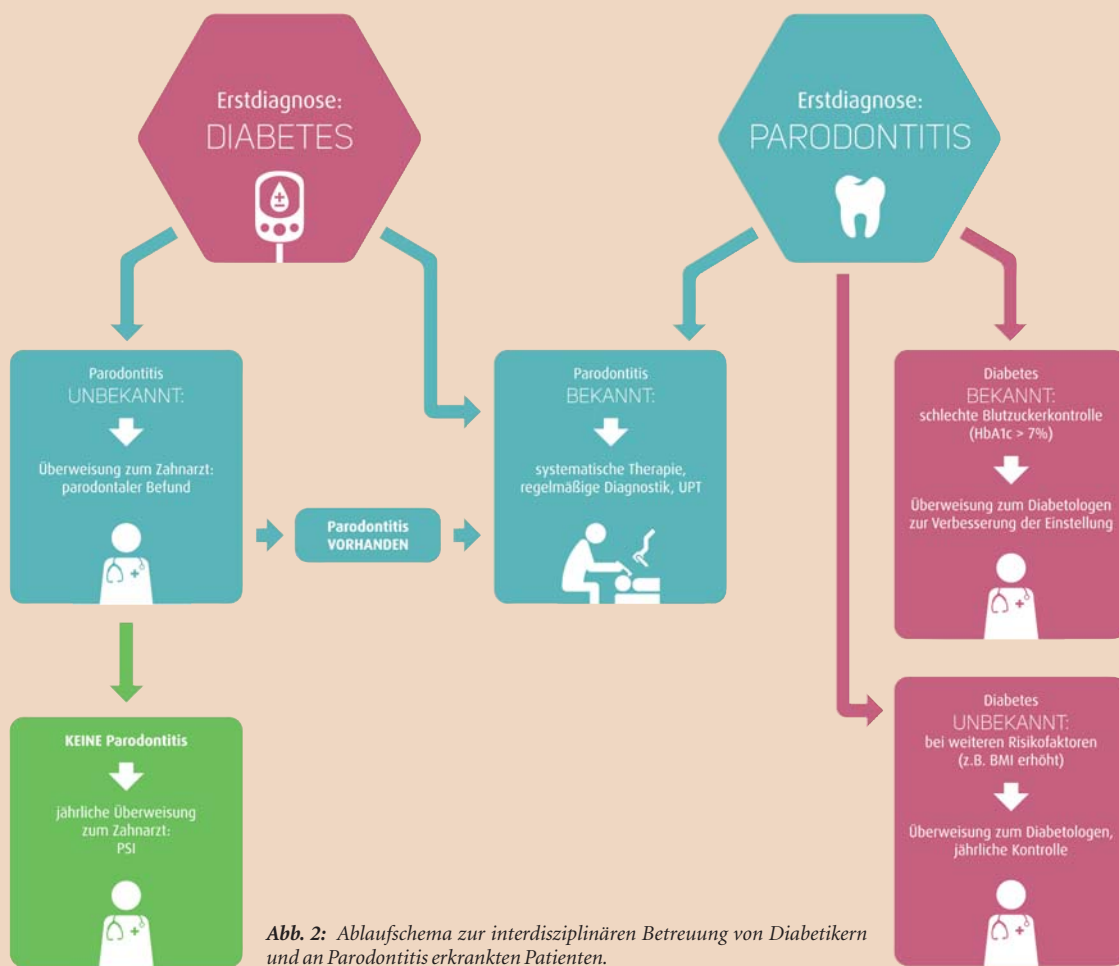 Erstdiagnose:
DIABETES
Erstdiagnose:
PARODONTITIS
Parodontitis
UNBEKANNT:
Überweisung zum Zahnarzt:
parodontaler Befund
Parodontitis
VORHANDEN
Parodontitis
BEKANNT:
systematische Therapie,
regelmäßige Diagnostik, UPT
Diabetes
BEKANNT:
schlechte Blutzuckerkontrolle
(HbA1c > 7%)
Überweisung zum Diabetologen
zur Verbesserung der Einstellung
KEINE Parodontitis
jährliche Überweisung
zum Zahnarzt:
PSI
Diabetes
UNBEKANNT:
bei weiteren Risikofaktoren
(z.B. BMI erhöht)
Überweisung zum Diabetologen,
jährliche Kontrolle
Abb. 2: Ablaufschema zur interdisziplinären Betreuung von Diabetikern
und an Parodontitis erkrankten Patienten.